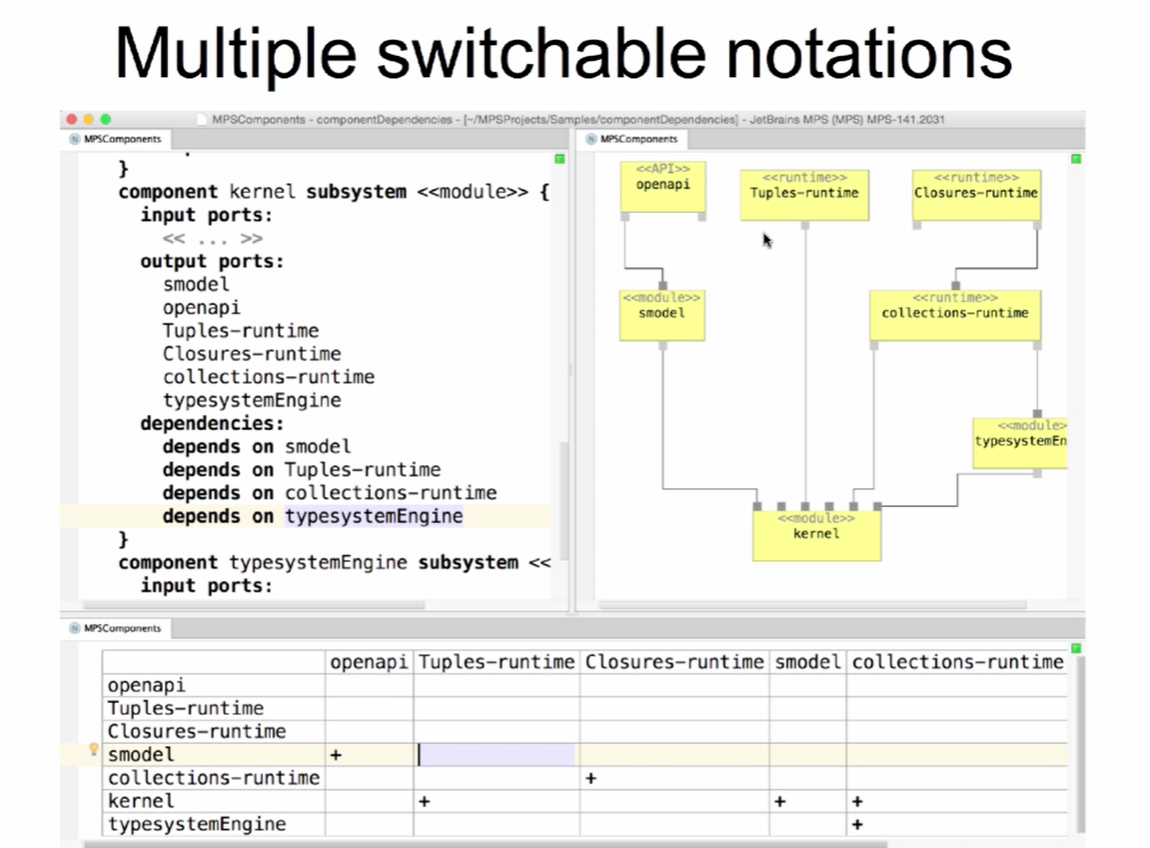 Multiple switchable notations
MPSComponents - componentDependencies - [~/MPSProjects/Samples/componentDependencies] - JetBrains MPS (MPS) MPS-141.2031
N MPSComponents
}
component kernel subsystem <<module>> {
input ports:
<< ... >>
output ports:
smodel
openapi
Tuples-runtime
Closures-runtime
collections-runtime
typesystemEngine
dependencies:
depends on smodel
depends on Tuples-runtime
depends on collections-runtime
depends on typesystemEngine
}
component typesystemEngine subsystem <<
input ports:
N MPSComponents
<<API>>
openapi
<<runtime>>
Tuples-runtime
<<runtime>>
Closures-runtime
<<module>>
smodel
<<runtime>>
collections-runtime
<<module>
typesystemEn
<<module>>
kernel
N MPSComponents
openapi Tuples-runtime Closures-runtime smodel collections-runtime
openapi
Tuples-runtime
Closures-runtime
smodel +
collections-runtime +
kernel + + +
typesystemEngine +